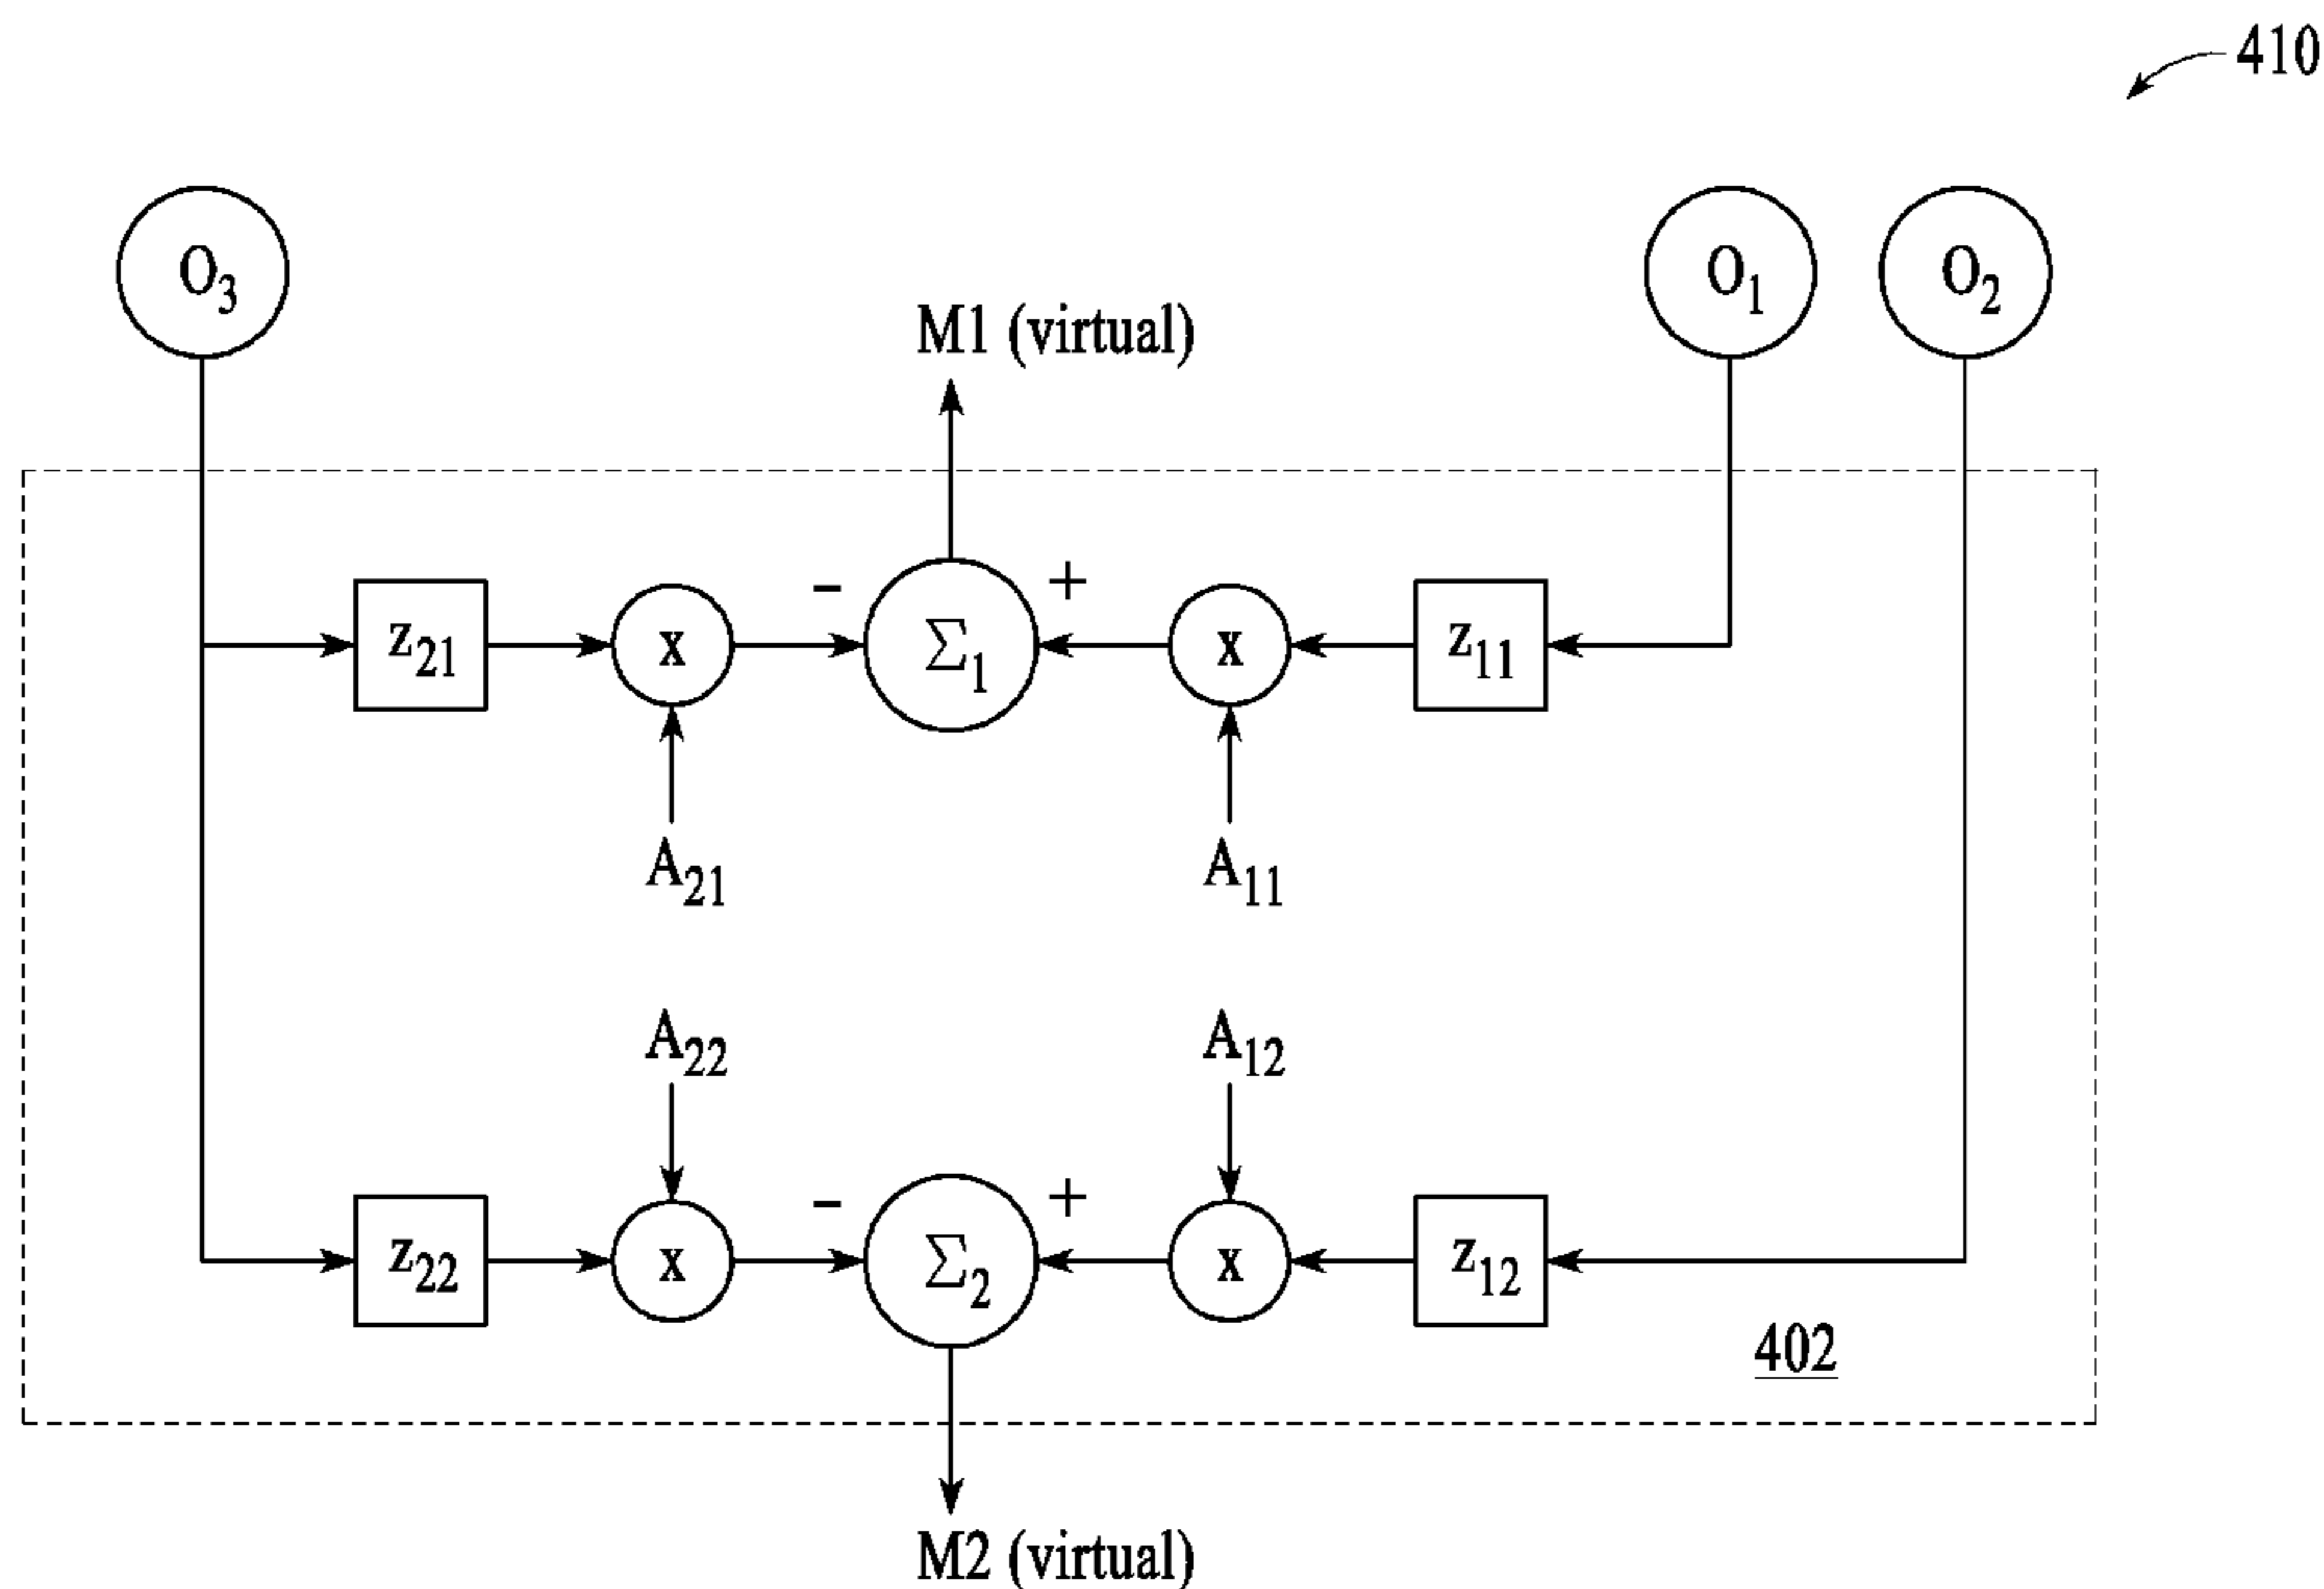 410
O₃
O₁
O₂
M1 (virtual)
- +
z₂₁
x
Σ₁
x
z₁₁
A₂₁
A₁₁
A₂₂
A₁₂
- +
z₂₂
x
Σ₂
x
z₁₂
402
M2 (virtual)